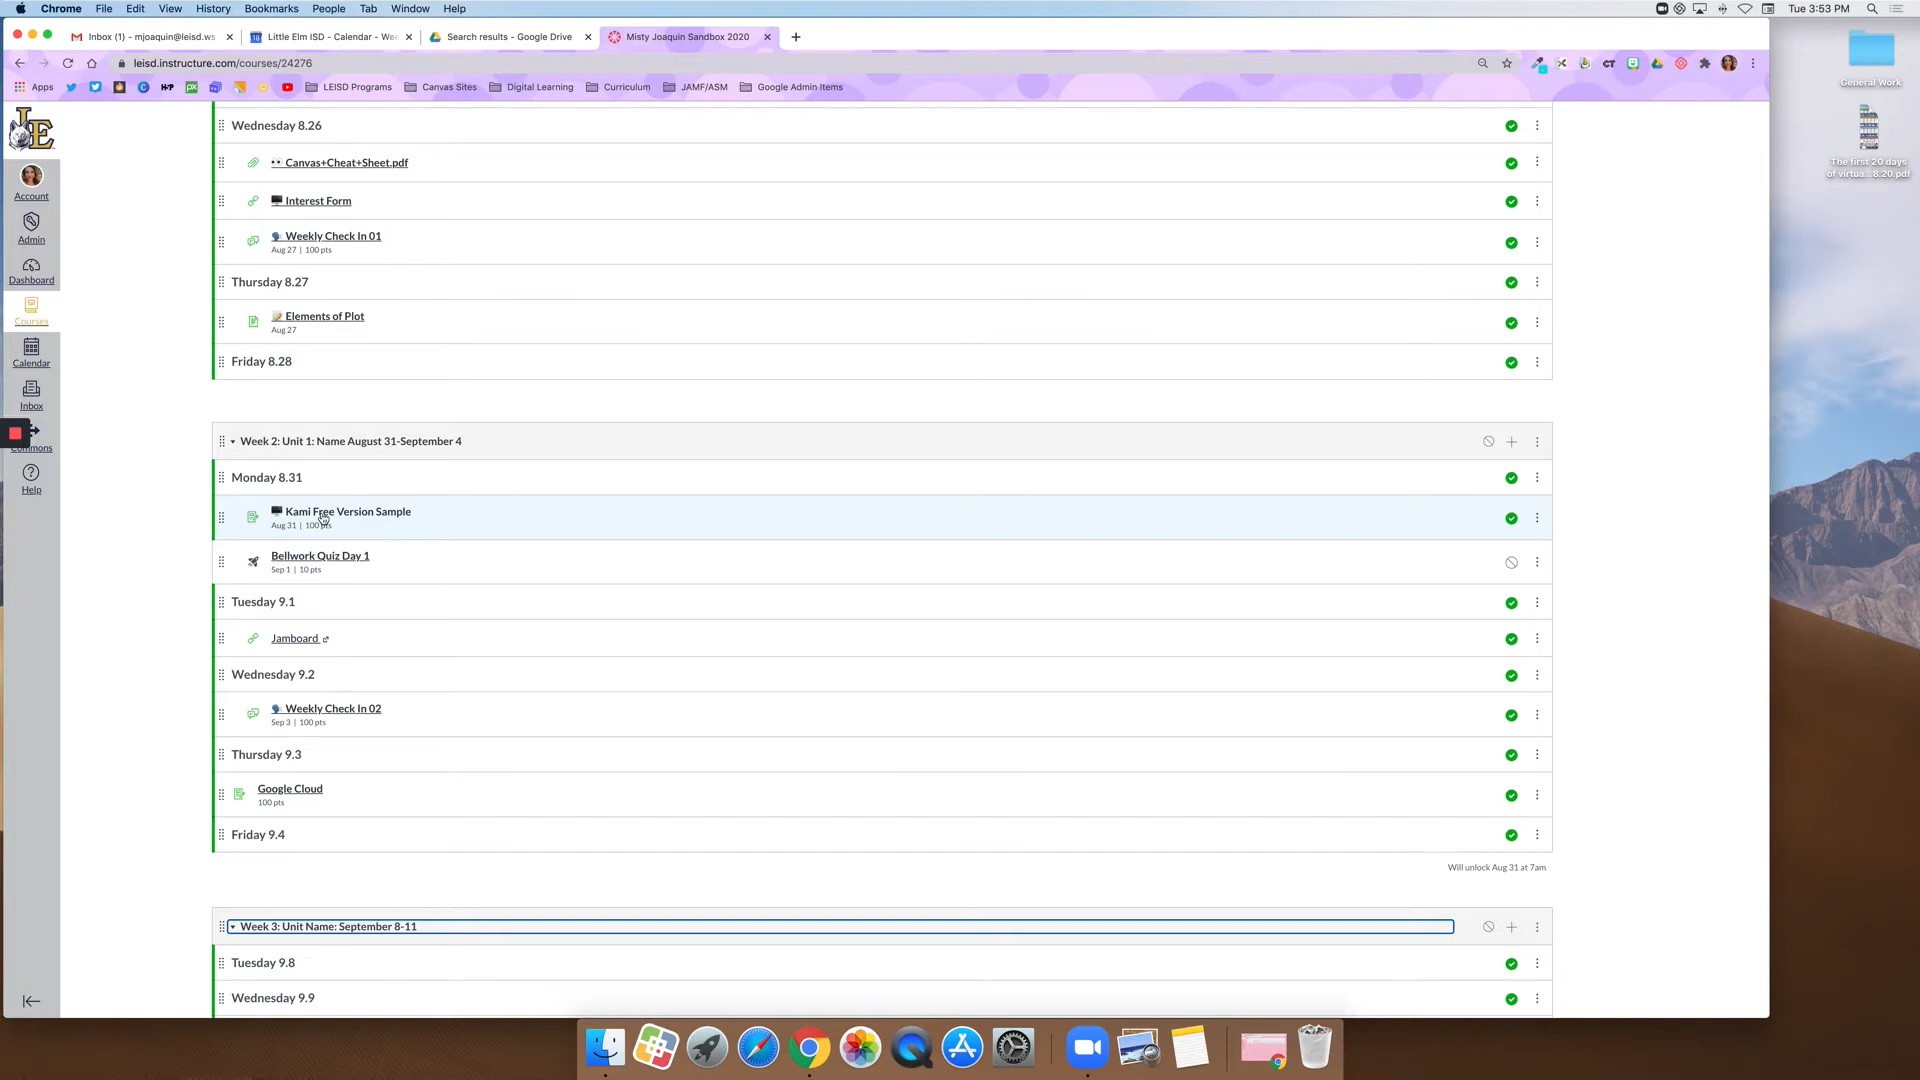 Chrome File Edit View History Bookmarks People Tab Window Help Tue 3:53 PM
Inbox (1) - mjoaquin@leisd.ws Little Elm ISD - Calendar - Wee Search results - Google Drive Misty Joaquin Sandbox 2020
leisd.instructure.com/courses/24276
Apps LEISD Programs Canvas Sites Digital Learning Curriculum JAMF/ASM Google Admin Items
General Work
The first 20 days
of virtua...8.20.pdf
LE
Account
Admin
Dashboard
Courses
Calendar
Inbox
Commons
Help
Wednesday 8.26
Canvas+Cheat+Sheet.pdf
Interest Form
Weekly Check In 01
Aug 27 | 100 pts
Thursday 8.27
Elements of Plot
Aug 27
Friday 8.28
Week 2: Unit 1: Name August 31-September 4
Monday 8.31
Kami Free Version Sample
Aug 31 | 100 pts
Bellwork Quiz Day 1
Sep 1 | 10 pts
Tuesday 9.1
Jamboard
Wednesday 9.2
Weekly Check In 02
Sep 3 | 100 pts
Thursday 9.3
Google Cloud
100 pts
Friday 9.4
Will unlock Aug 31 at 7am
Week 3: Unit Name: September 8-11
Tuesday 9.8
Wednesday 9.9